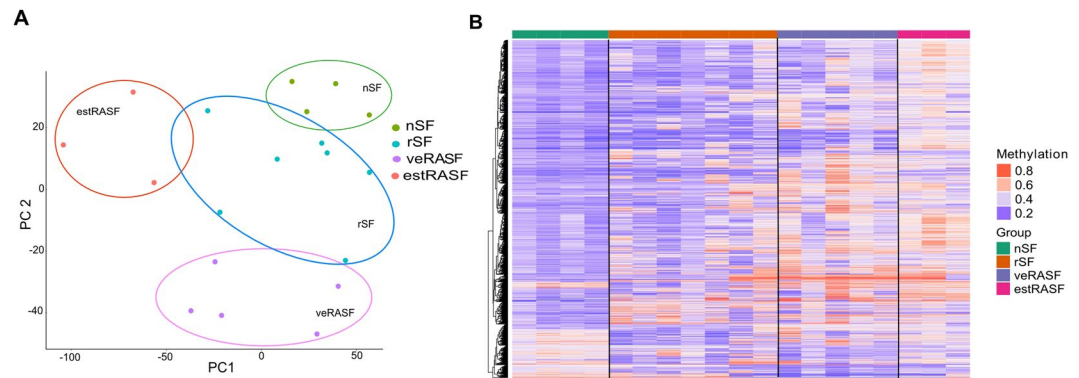 A
PC 2
20
0
-20
-40
-100
-50
0
50
PC1
estRASF
nSF
rSF
veRASF
nSF
rSF
veRASF
estRASF
B
Methylation
0.8
0.6
0.4
0.2
Group
nSF
rSF
veRASF
estRASF